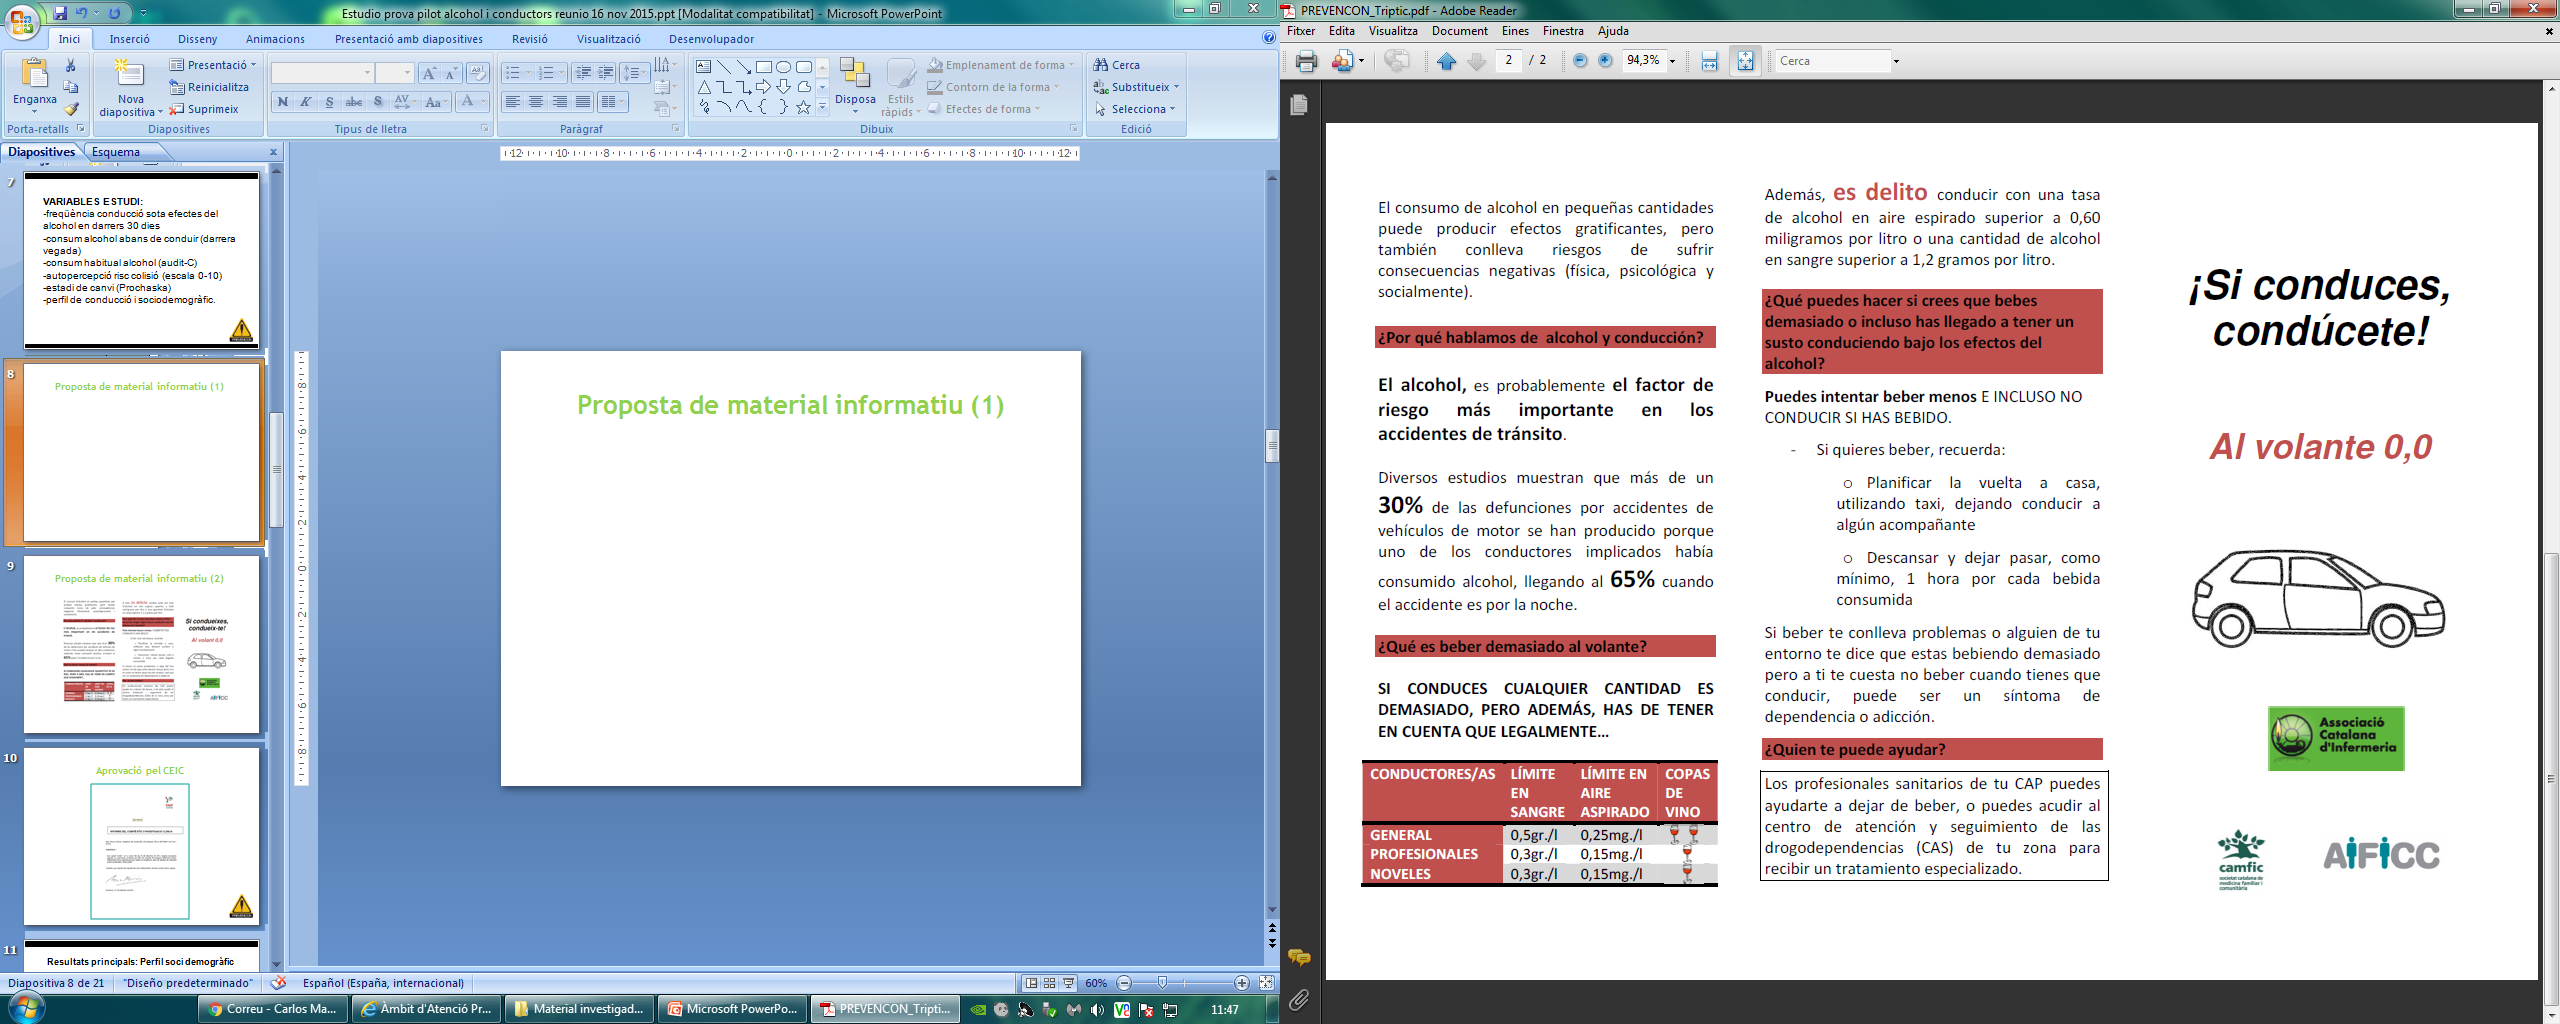 Estudio prova pilot alcohol i conductors reunio 16 nov 2015.ppt [Modalitat compatibilitat] - Microsoft PowerPoint
Inici Inserció Disseny Animacions Presentació amb diapositives Revisió Visualització Desenvolupador
Enganxa
Porta-retalls
Nova diapositiva
Presentació
Reinicialitza
Suprimeix
Diapositives
Tipus de lletra
Paràgraf
Disposa
Estils ràpids
Emplenament de forma
Contorn de la forma
Efectes de forma
Dibuix
Cerca
Substitueix
Selecciona
Edició
Diapositives Esquema
7
VARIABLES ESTUDI:
-freqüència conducció sota efectes del
alcohol en darrers 30 dies
-consum alcohol abans de conduir (darrera
vegada)
-consum habitual alcohol (audit-C)
-autopercepció risc colisió (escala 0-10)
-estadi de canvi (Prochaska)
-perfil de conducció i sociodemogràfic.
8
Proposta de material informatiu (1)
9
Proposta de material informatiu (2)
Si condueixes,
condueix-te!
Al volant 0,0
10
Aprovació pel CEIC
11
Resultats principals: Perfil soci demogràfic
Proposta de material informatiu (1)
Diapositiva 8 de 21 "Diseño predeterminado" Español (España, internacional) 60%
Correu - Carlos Ma... Àmbit d'Atenció Pr... Material investigad... Microsoft PowerPo... PREVENCON_Tripti... 11:47
PREVENCON_Triptic.pdf - Adobe Reader
Fitxer Edita Visualitza Document Eines Finestra Ajuda
2 / 2 94,3% Cerca
El consumo de alcohol en pequeñas cantidades
puede producir efectos gratificantes, pero
también conlleva riesgos de sufrir
consecuencias negativas (física, psicológica y
socialmente).
¿Por qué hablamos de alcohol y conducción?
El alcohol, es probablemente el factor de
riesgo más importante en los
accidentes de tránsito.
Diversos estudios muestran que más de un
30% de las defunciones por accidentes de
vehículos de motor se han producido porque
uno de los conductores implicados había
consumido alcohol, llegando al 65% cuando
el accidente es por la noche.
¿Qué es beber demasiado al volante?
SI CONDUCES CUALQUIER CANTIDAD ES
DEMASIADO, PERO ADEMÁS, HAS DE TENER
EN CUENTA QUE LEGALMENTE...
CONDUCTORES/AS LÍMITE EN SANGRE LÍMITE EN AIRE ASPIRADO COPAS DE VINO
GENERAL 0,5gr./l 0,25mg./l
PROFESIONALES 0,3gr./l 0,15mg./l
NOVELES 0,3gr./l 0,15mg./l
Además, es delito conducir con una tasa
de alcohol en aire espirado superior a 0,60
miligramos por litro o una cantidad de alcohol
en sangre superior a 1,2 gramos por litro.
¿Qué puedes hacer si crees que bebes
demasiado o incluso has llegado a tener un
susto conduciendo bajo los efectos del
alcohol?
Puedes intentar beber menos E INCLUSO NO
CONDUCIR SI HAS BEBIDO.
- Si quieres beber, recuerda:
o Planificar la vuelta a casa,
utilizando taxi, dejando conducir a
algún acompañante
o Descansar y dejar pasar, como
mínimo, 1 hora por cada bebida
consumida
Si beber te conlleva problemas o alguien de tu
entorno te dice que estas bebiendo demasiado
pero a ti te cuesta no beber cuando tienes que
conducir, puede ser un síntoma de
dependencia o adicción.
¿Quien te puede ayudar?
Los profesionales sanitarios de tu CAP puedes
ayudarte a dejar de beber, o puedes acudir al
centro de atención y seguimiento de las
drogodependencias (CAS) de tu zona para
recibir un tratamiento especializado.
¡Si conduces,
condúcete!
Al volante 0,0
Associació
Catalana
d'Infermeria
camfic
societat catalana de
medicina familiar i
comunitària
AiFiCC